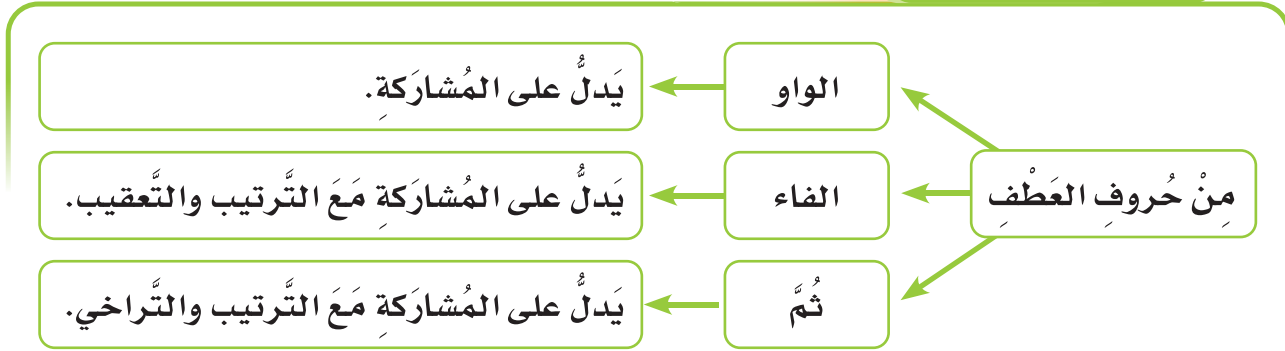 مِنْ حُروفِ العَطْفِ
الواو
يَدلُّ على المُشارَكةِ.
الفاء
يَدلُّ على المُشارَكةِ مَعَ التَّرتيب والتَّعقيب.
ثُمَّ
يَدلُّ على المُشارَكةِ مَعَ التَّرتيب والتَّراخي.